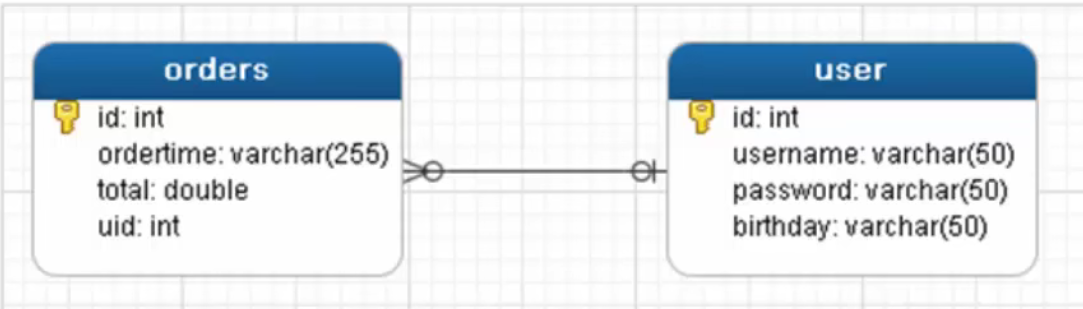 orders
id: int
ordertime: varchar(255)
total: double
uid: int
user
id: int
username: varchar(50)
password: varchar(50)
birthday: varchar(50)